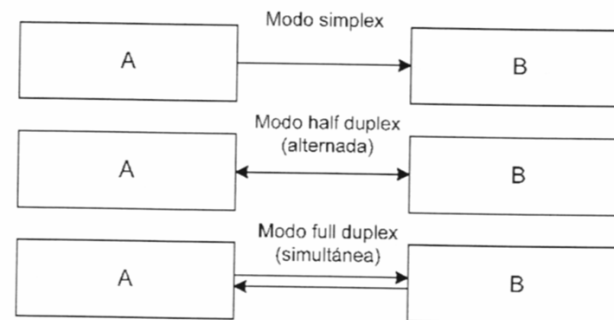 Modo simplex
A
B
Modo half duplex
(alternada)
A
B
Modo full duplex
(simultánea)
A
B